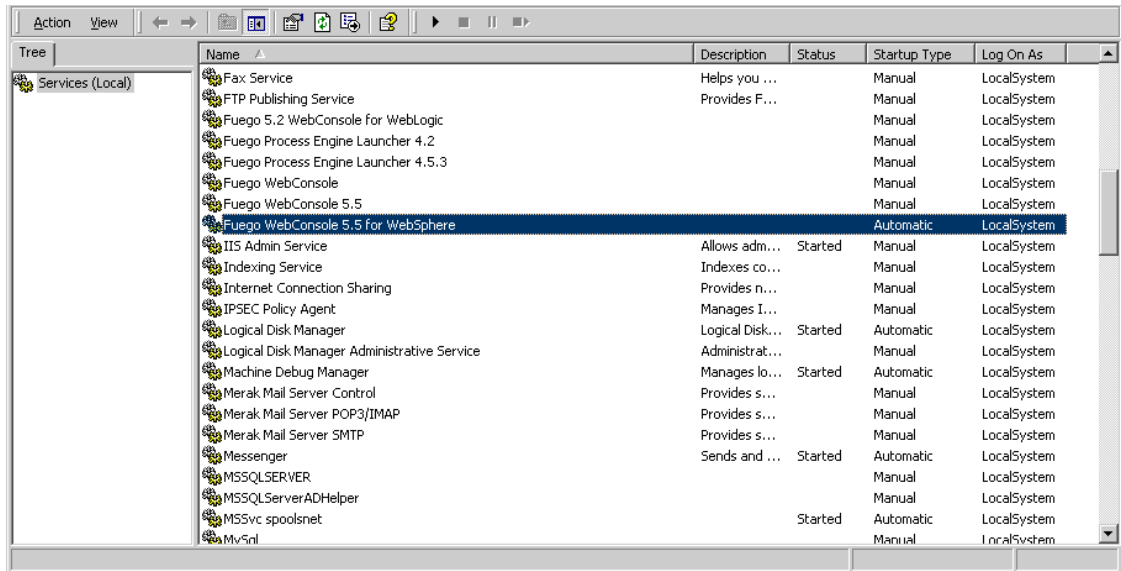 Action View
Tree
Services (Local)
Name Description Status Startup Type Log On As
Fax Service Helps you ... Manual LocalSystem
FTP Publishing Service Provides F... Manual LocalSystem
Fuego 5.2 WebConsole for WebLogic Manual LocalSystem
Fuego Process Engine Launcher 4.2 Manual LocalSystem
Fuego Process Engine Launcher 4.5.3 Manual LocalSystem
Fuego WebConsole Manual LocalSystem
Fuego WebConsole 5.5 Manual LocalSystem
Fuego WebConsole 5.5 for WebSphere Automatic LocalSystem
IIS Admin Service Allows adm... Started Manual LocalSystem
Indexing Service Indexes co... Manual LocalSystem
Internet Connection Sharing Provides n... Manual LocalSystem
IPSEC Policy Agent Manages I... Manual LocalSystem
Logical Disk Manager Logical Disk... Started Automatic LocalSystem
Logical Disk Manager Administrative Service Administrat... Manual LocalSystem
Machine Debug Manager Manages lo... Started Automatic LocalSystem
Merak Mail Server Control Provides s... Manual LocalSystem
Merak Mail Server POP3/IMAP Provides s... Manual LocalSystem
Merak Mail Server SMTP Provides s... Manual LocalSystem
Messenger Sends and ... Started Automatic LocalSystem
MSSQLSERVER Manual LocalSystem
MSSQLServerADHelper Manual LocalSystem
MSSvc spoolsnet Started Automatic LocalSystem
MySql Manual LocalSystem